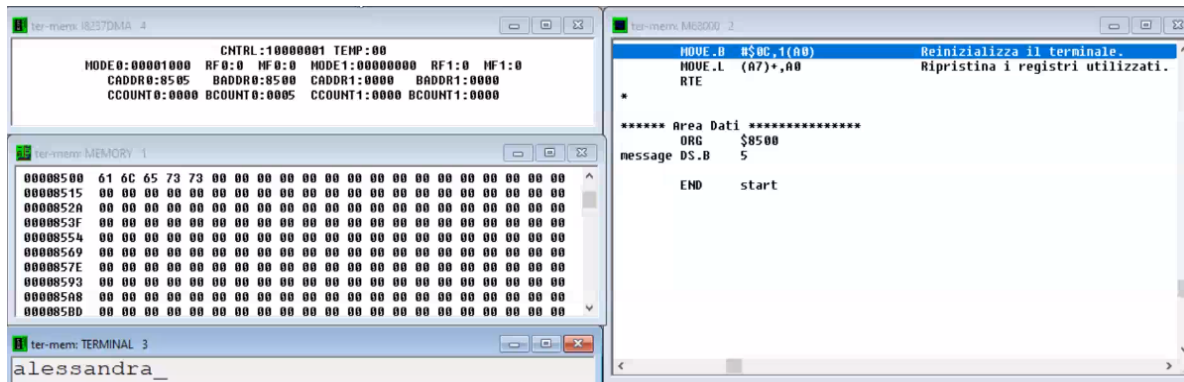 ter-mem: I8237DMA 4
CNTRL:10000001 TEMP:00
MODE0:00001000 RF0:0 MF0:0 MODE1:00000000 RF1:0 MF1:0
CADDR0:8505 BADDR0:8500 CADDR1:0000 BADDR1:0000
CCOUNT0:0000 BCOUNT0:0005 CCOUNT1:0000 BCOUNT1:0000
ter-mem: MEMORY 1
00008500 61 6C 65 73 73 00 00 00 00 00 00 00 00 00 00 00 00 00 00 00 00
00008515 00 00 00 00 00 00 00 00 00 00 00 00 00 00 00 00 00 00 00 00 00
0000852A 00 00 00 00 00 00 00 00 00 00 00 00 00 00 00 00 00 00 00 00 00
0000853F 00 00 00 00 00 00 00 00 00 00 00 00 00 00 00 00 00 00 00 00 00
00008554 00 00 00 00 00 00 00 00 00 00 00 00 00 00 00 00 00 00 00 00 00
00008569 00 00 00 00 00 00 00 00 00 00 00 00 00 00 00 00 00 00 00 00 00
0000857E 00 00 00 00 00 00 00 00 00 00 00 00 00 00 00 00 00 00 00 00 00
00008593 00 00 00 00 00 00 00 00 00 00 00 00 00 00 00 00 00 00 00 00 00
000085A8 00 00 00 00 00 00 00 00 00 00 00 00 00 00 00 00 00 00 00 00 00
000085BD 00 00 00 00 00 00 00 00 00 00 00 00 00 00 00 00 00 00 00 00 00
ter-mem: TERMINAL 3
alessandra_
ter-mem: M68000 2
MOVE.B #$0C,1(A0) Reinizializza il terminale.
MOVE.L (A7)+,A0 Ripristina i registri utilizzati.
RTE
*
****** Area Dati ***************
ORG $8500
message DS.B 5
END start